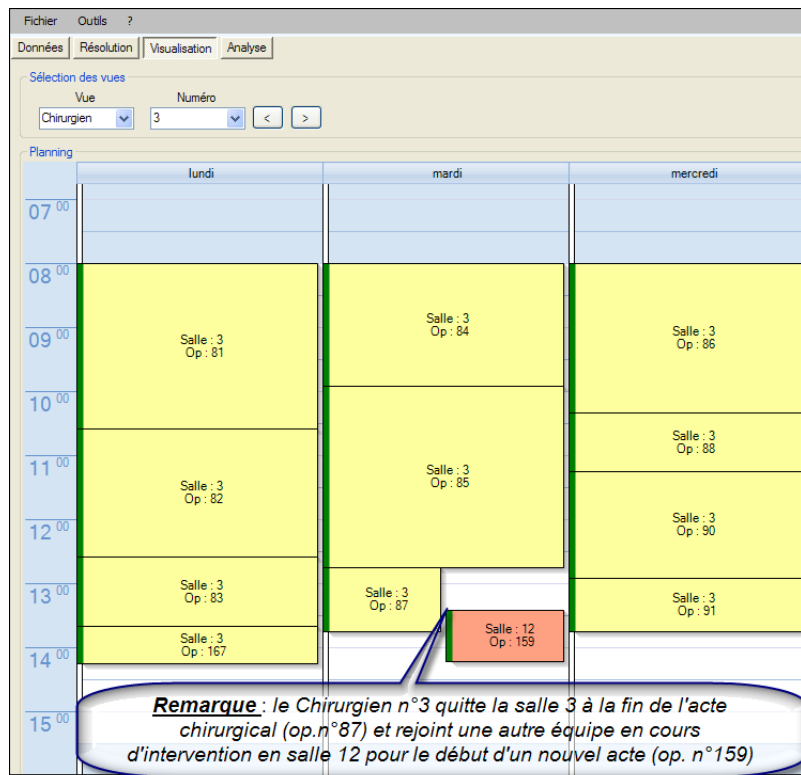 Fichier Outils ?
Données Résolution Visualisation Analyse
Sélection des vues
Vue Numéro
Chirurgien 3 < >
Planning
lundi mardi mercredi
07 00
08 00
09 00
10 00
11 00
12 00
13 00
14 00
15 00
Salle : 3
Op : 81
Salle : 3
Op : 82
Salle : 3
Op : 83
Salle : 3
Op : 167
Salle : 3
Op : 84
Salle : 3
Op : 85
Salle : 3
Op : 87
Salle : 12
Op : 159
Salle : 3
Op : 86
Salle : 3
Op : 88
Salle : 3
Op : 90
Salle : 3
Op : 91
Remarque : le Chirurgien n°3 quitte la salle 3 à la fin de l'acte
chirurgical (op.n°87) et rejoint une autre équipe en cours
d'intervention en salle 12 pour le début d'un nouvel acte (op. n°159)